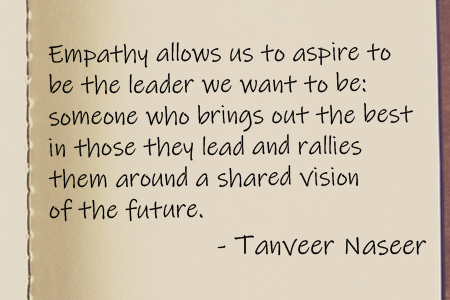 Empathy allows us to aspire to
be the leader we want to be:
someone who brings out the best
in those they lead and rallies
them around a shared vision
of the future.
- Tanveer Naseer